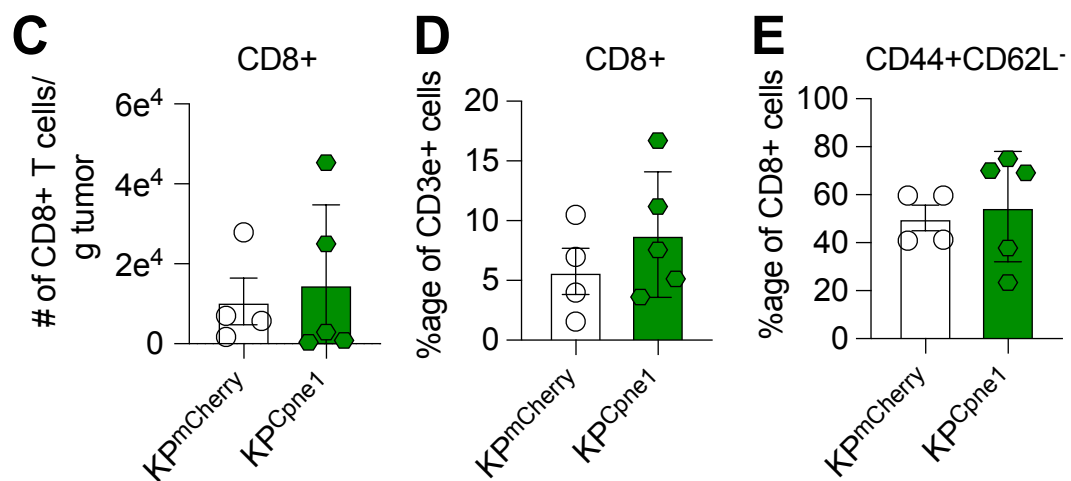 C
CD8+
# of CD8+ T cells/
g tumor
6e⁴
4e⁴
2e⁴
0
KPmCherry
KPCpne1
D
CD8+
%age of CD3e+ cells
20
15
10
5
0
KPmCherry
KPCpne1
E
CD44+CD62L-
%age of CD8+ cells
100
80
60
40
20
0
KPmCherry
KPCpne1